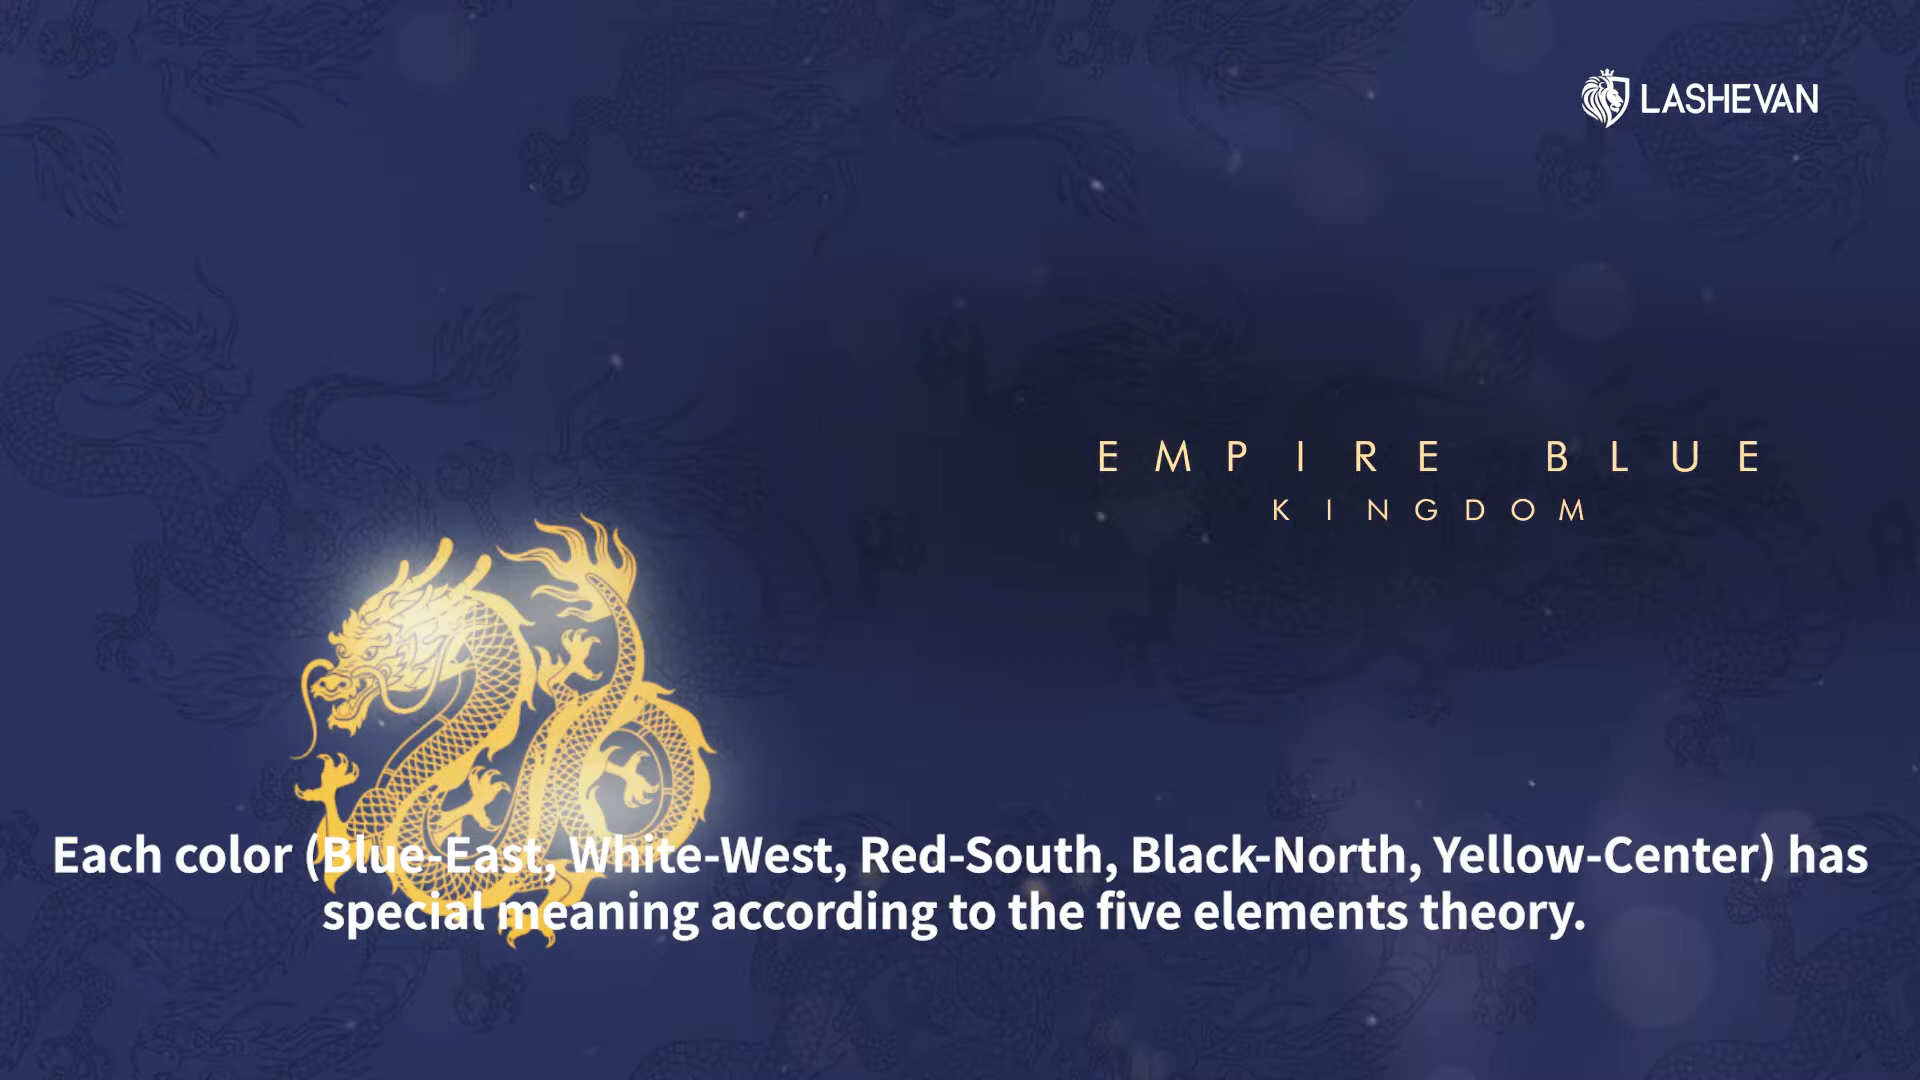 LASHEVAN
EMPIRE BLUE
KINGDOM
Each color (Blue-East, White-West, Red-South, Black-North, Yellow-Center) has
special meaning according to the five elements theory.